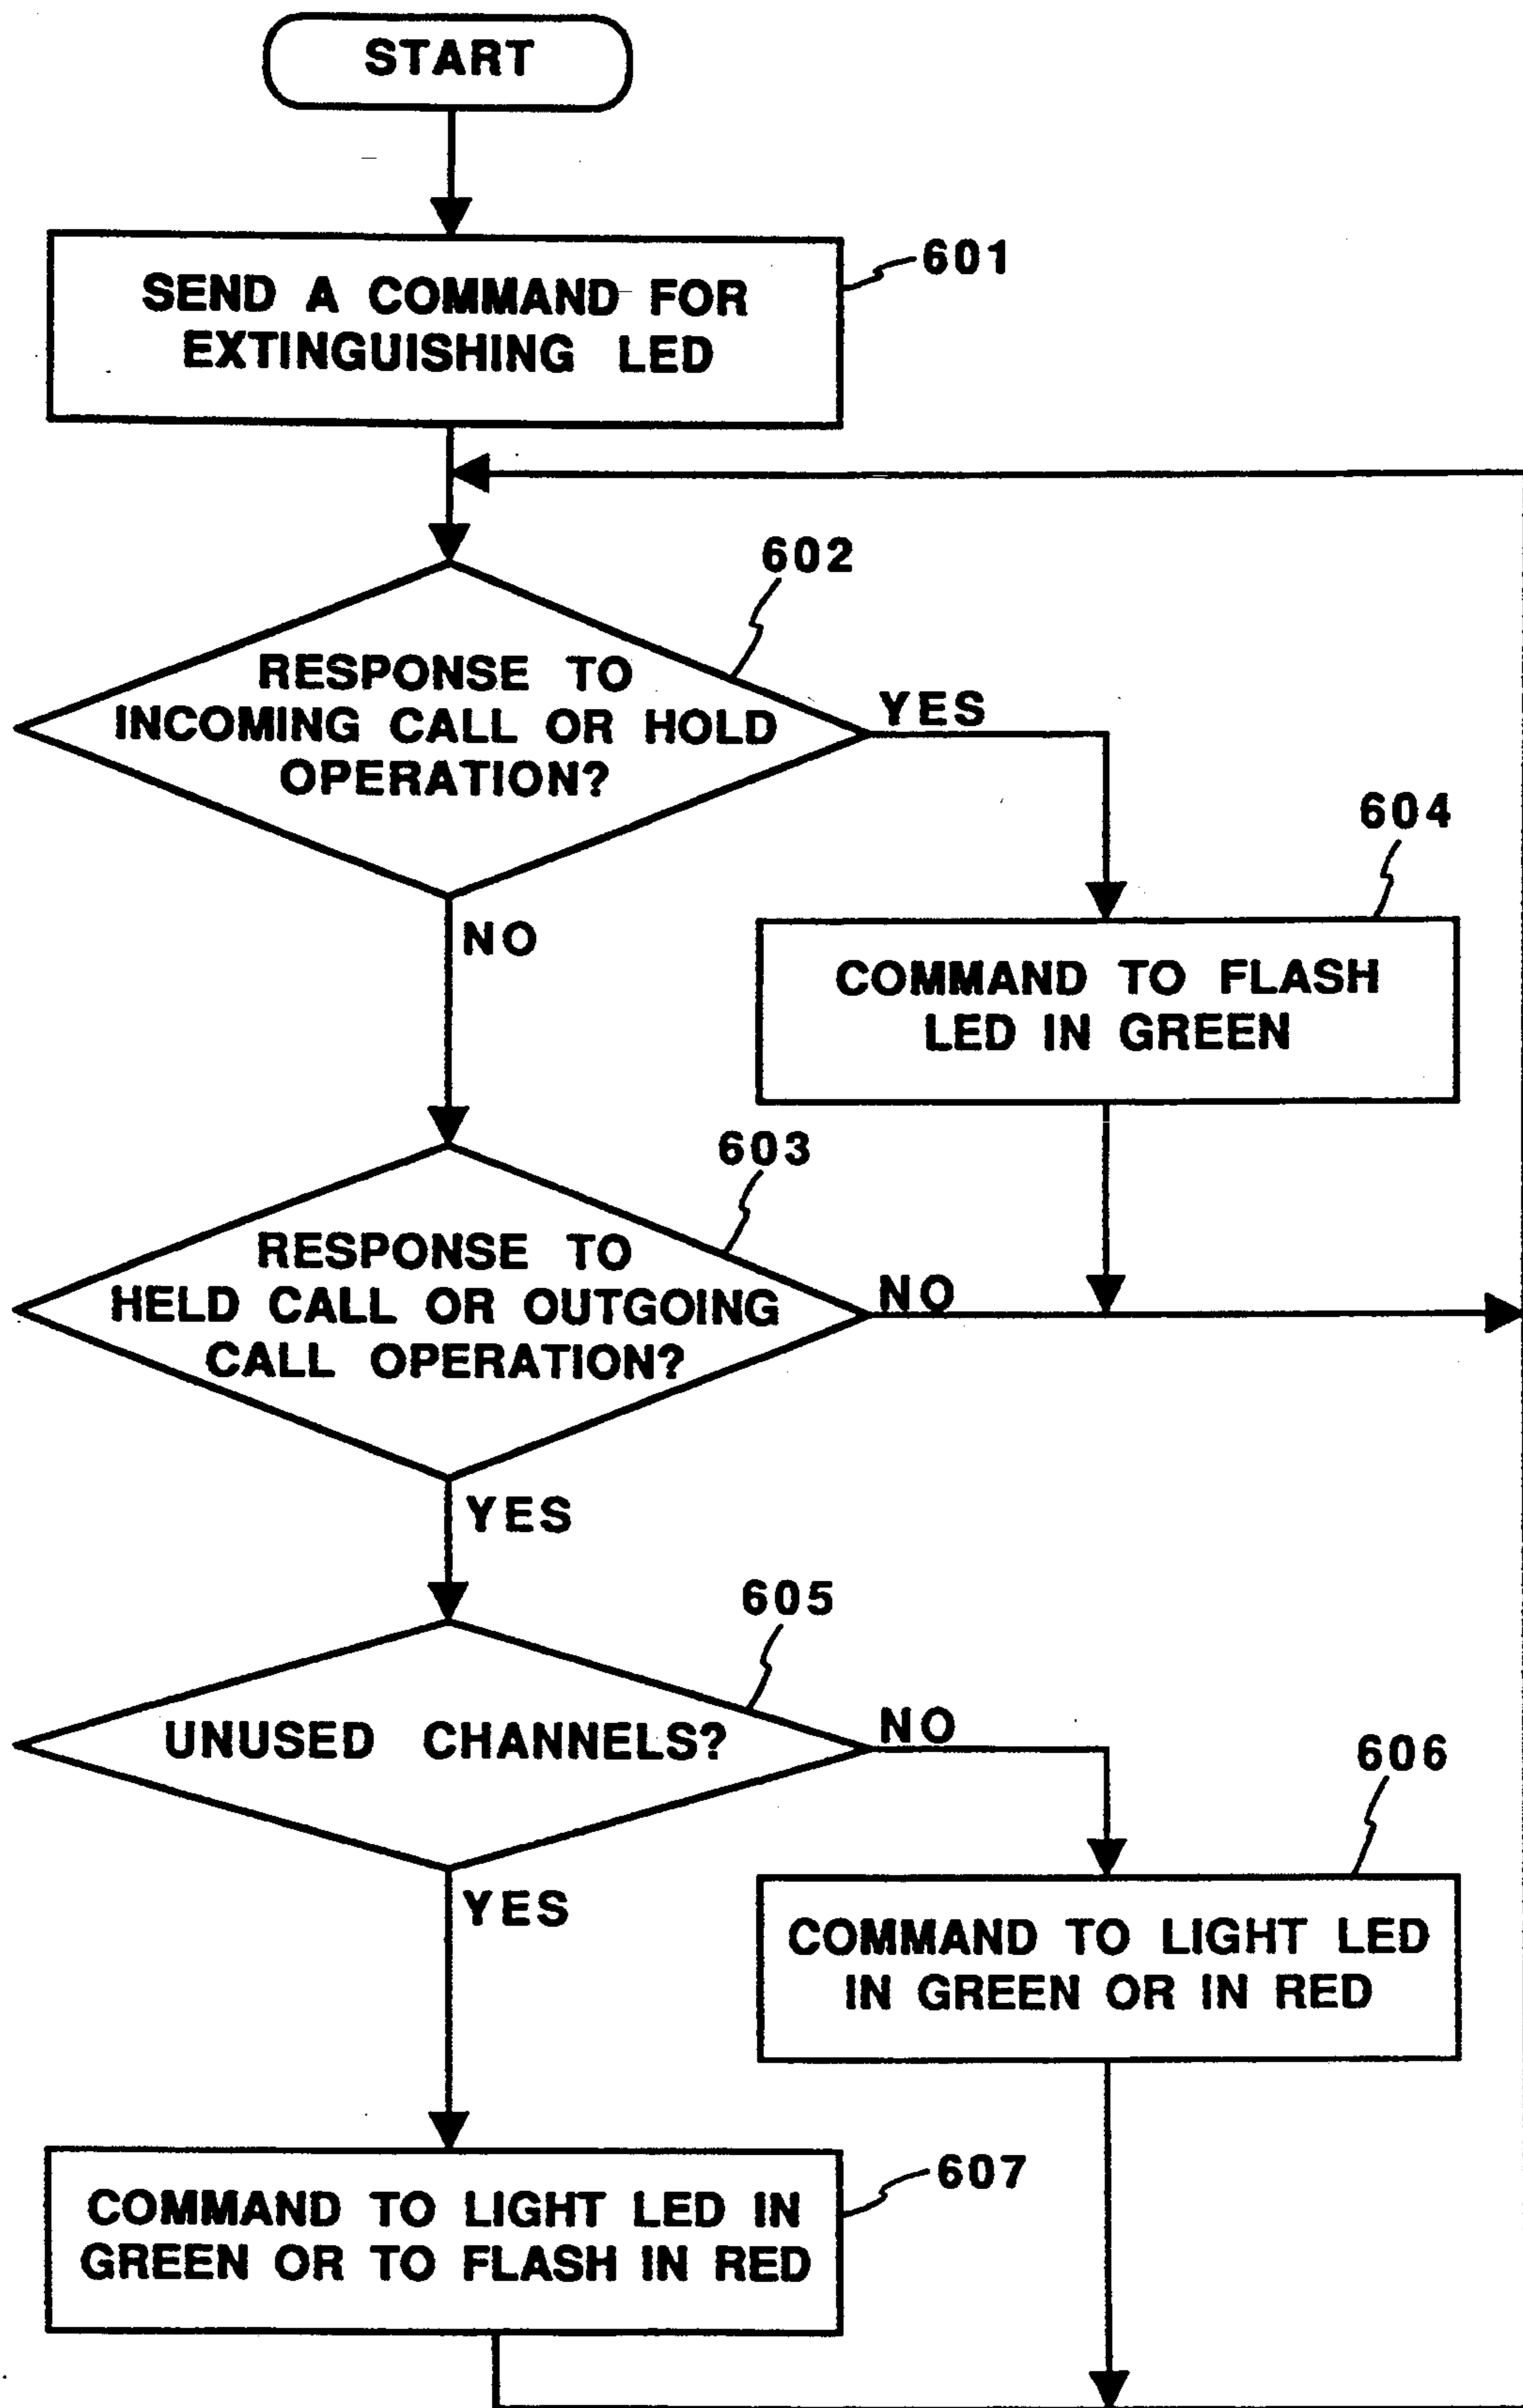 START
601
SEND A COMMAND FOR
EXTINGUISHING LED
602
RESPONSE TO
INCOMING CALL OR HOLD
OPERATION?
YES
604
NO
COMMAND TO FLASH
LED IN GREEN
603
RESPONSE TO
HELD CALL OR OUTGOING
CALL OPERATION?
NO
YES
605
UNUSED CHANNELS?
NO
606
YES
COMMAND TO LIGHT LED
IN GREEN OR IN RED
607
COMMAND TO LIGHT LED IN
GREEN OR TO FLASH IN RED